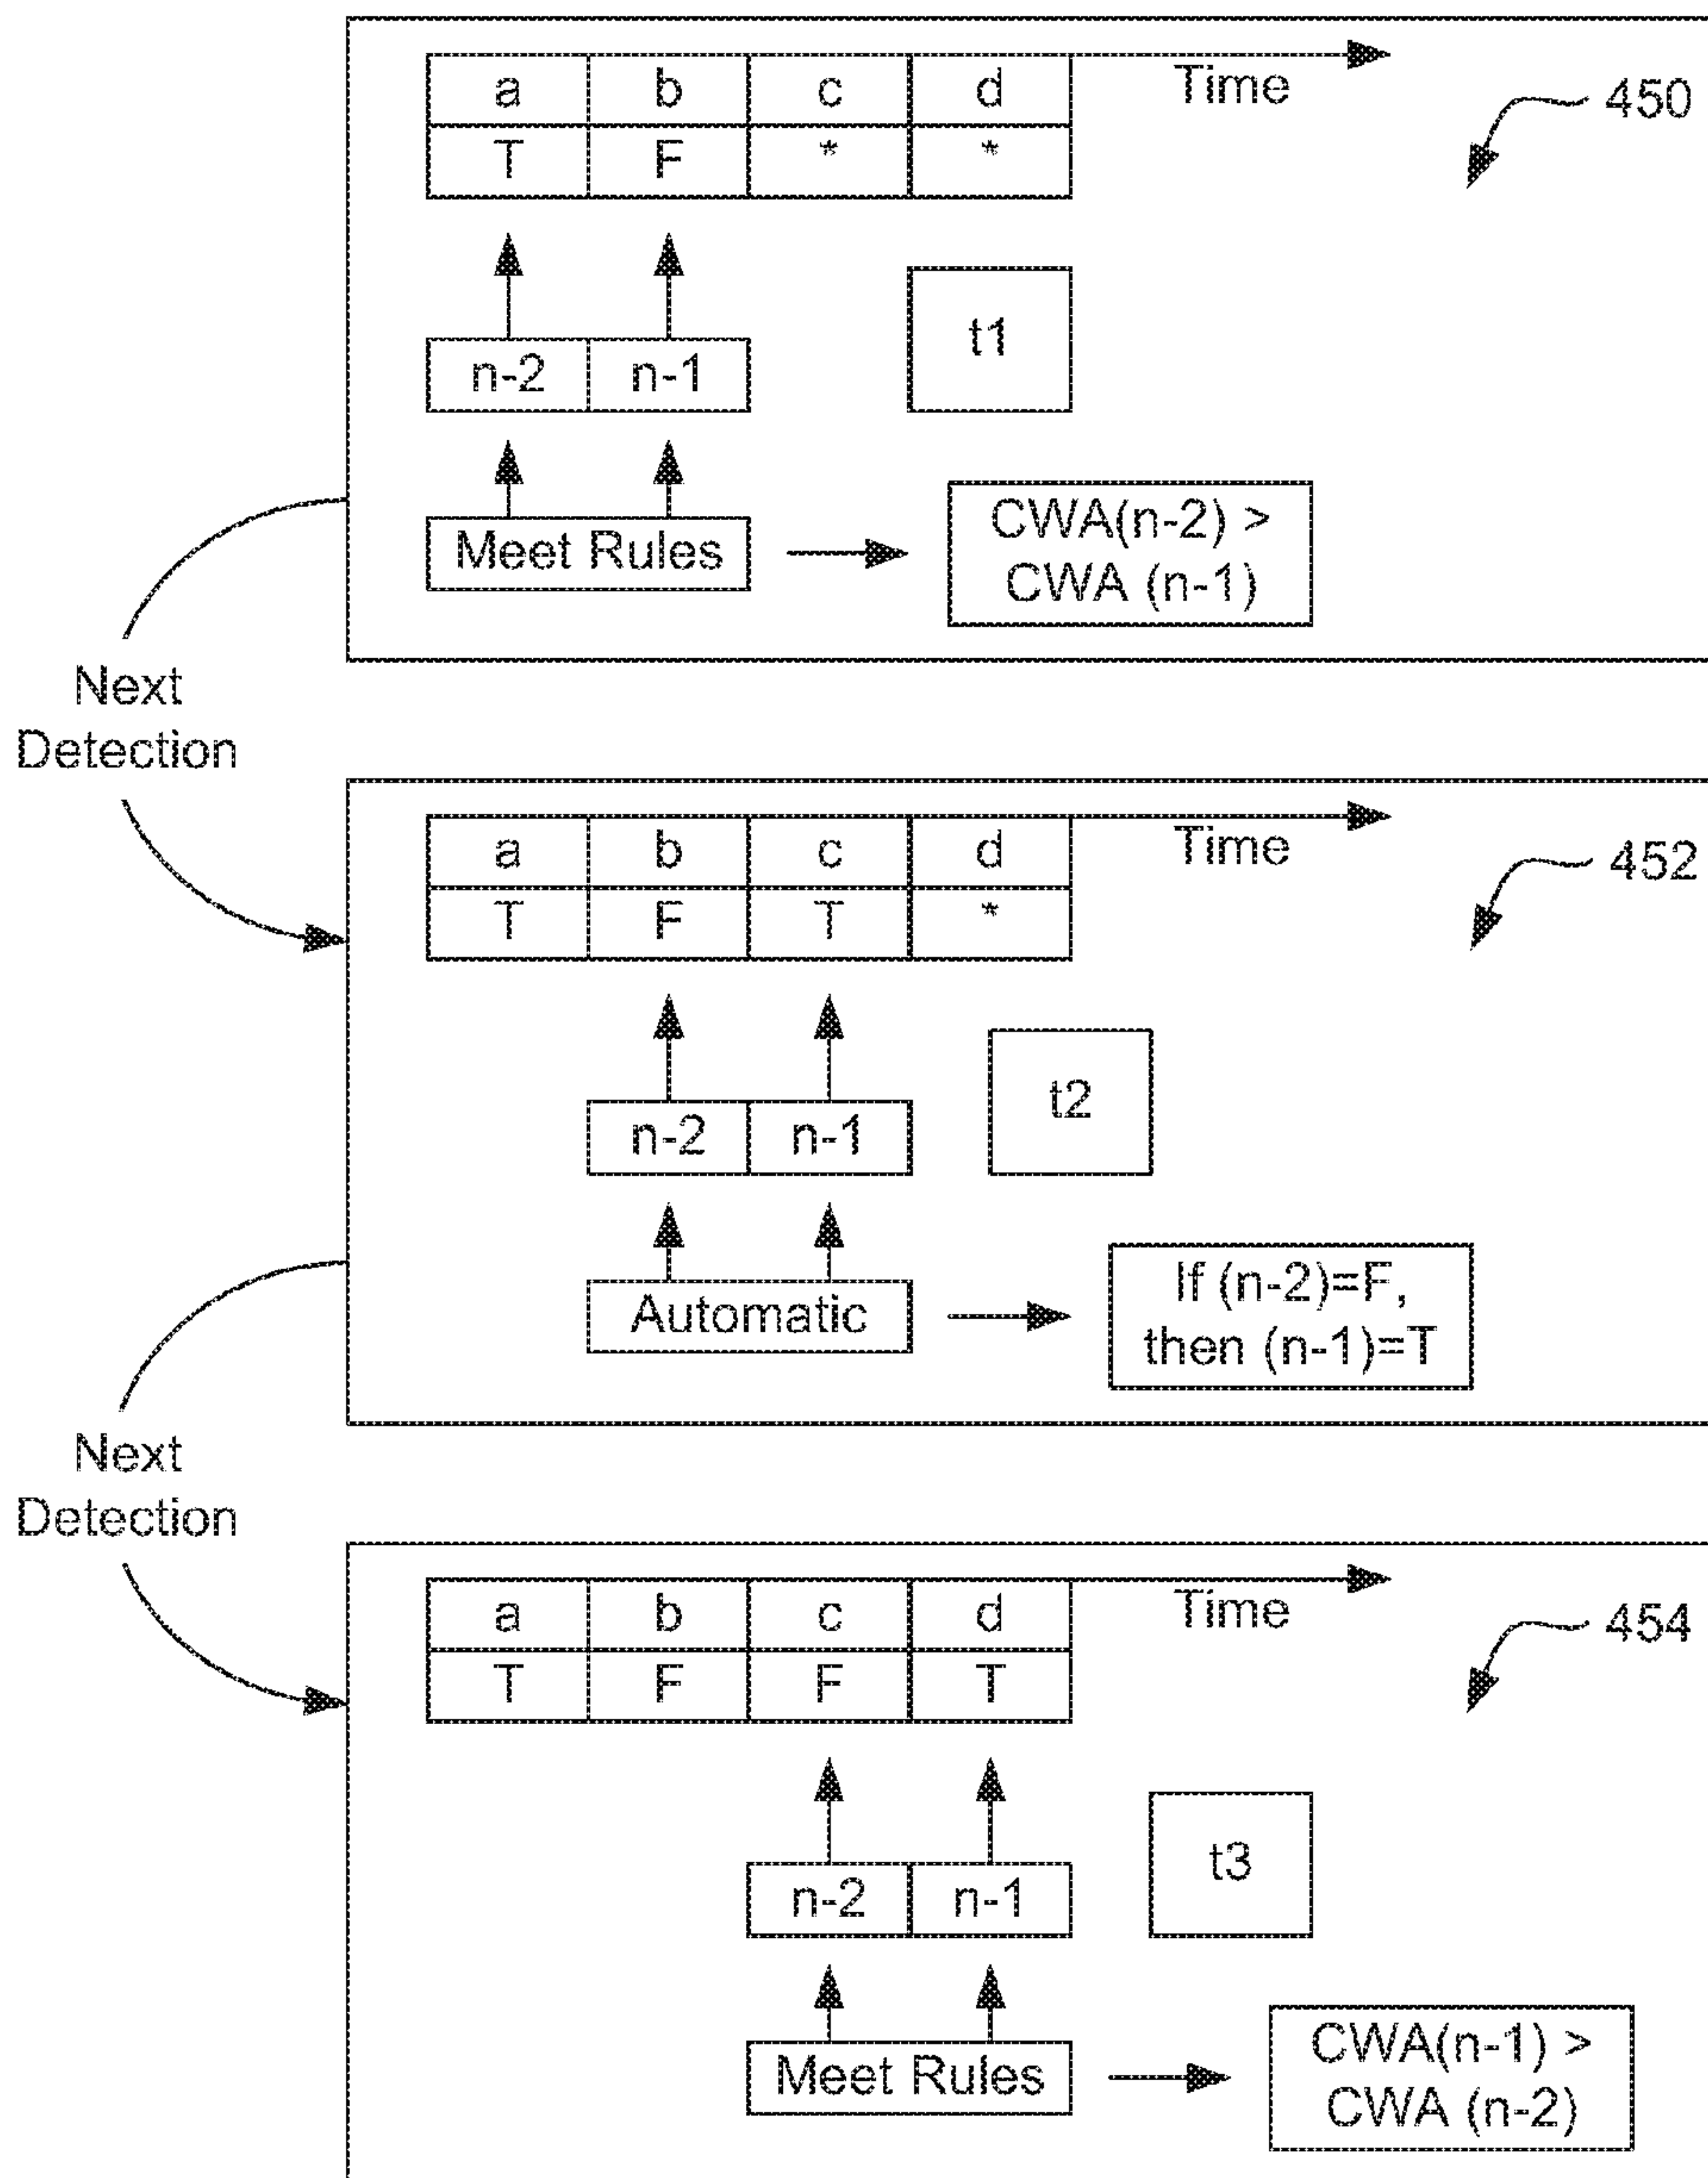 a b c d Time
450
T F * *
t1
n-2 n-1
CWA(n-2) >
Meet Rules
CWA (n-1)
Next
Detection
a b c d Time
452
T F T *
t2
n-2 n-1
If (n-2)=F,
Automatic
then (n-1)=T
Next
Detection
a b c d Time
454
T F F T
t3
n-2 n-1
CWA(n-1) >
Meet Rules
CWA (n-2)